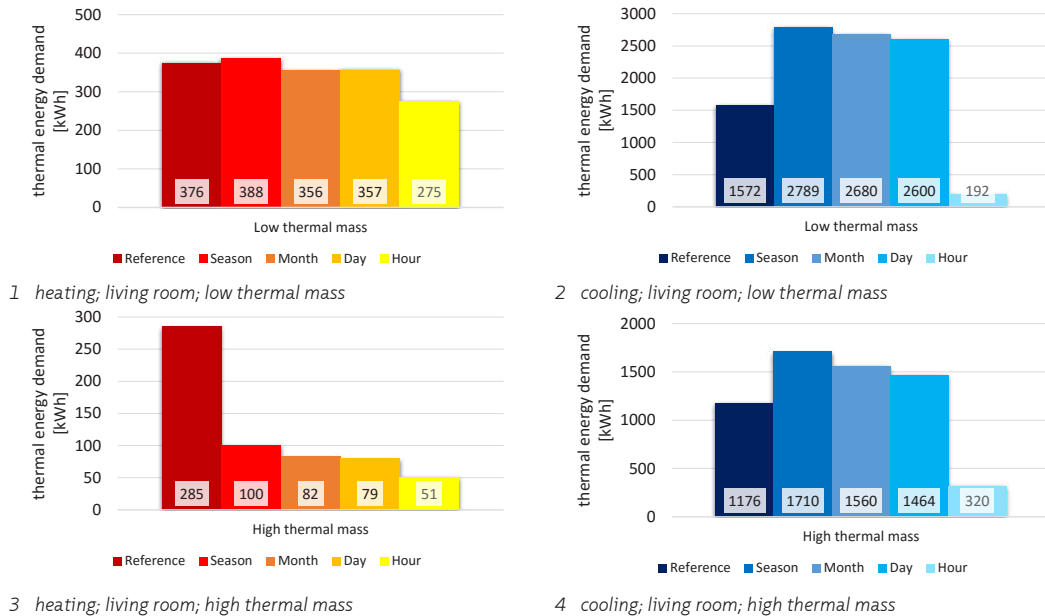 thermal energy demand
[kWh]
500
400
300
200
100
0
376 388 356 357 275
Low thermal mass
Reference Season Month Day Hour
1 heating; living room; low thermal mass
thermal energy demand
[kWh]
3000
2500
2000
1500
1000
500
0
1572 2789 2680 2600 192
Low thermal mass
Reference Season Month Day Hour
2 cooling; living room; low thermal mass
thermal energy demand
[kWh]
300
250
200
150
100
50
0
285 100 82 79 51
High thermal mass
Reference Season Month Day Hour
3 heating; living room; high thermal mass
thermal energy demand
[kWh]
2000
1500
1000
500
0
1176 1710 1560 1464 320
High thermal mass
Reference Season Month Day Hour
4 cooling; living room; high thermal mass